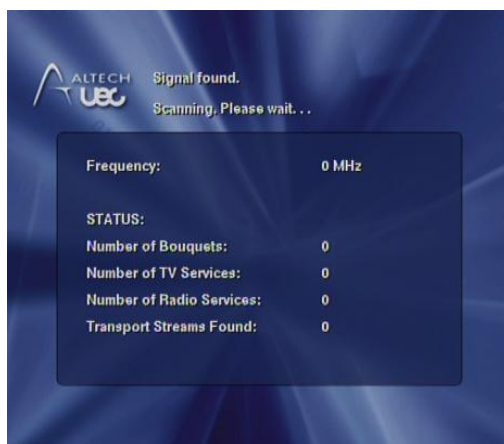 ALTECH
UEC
Signal found.
Scanning. Please wait. . .
Frequency: 0 MHz
STATUS:
Number of Bouquets: 0
Number of TV Services: 0
Number of Radio Services: 0
Transport Streams Found: 0